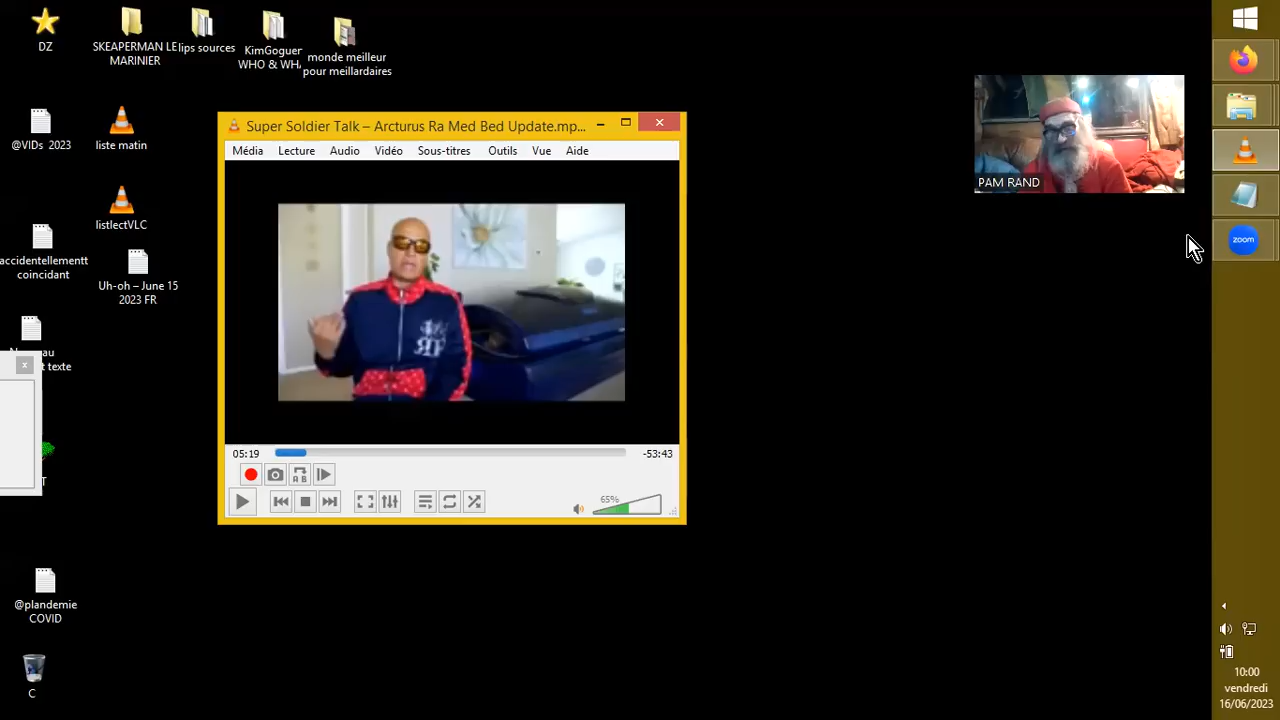 DZ
SKEAPERMAN LE
MARINIER
lips sources
KimGoguer
WHO & WH
monde meilleur
pour meillardaires
@VIDs 2023
liste matin
listlectVLC
accidentellementt
coincidant
Uh-oh – June 15
2023 FR
t texte
@plandemie
COVID
C
Super Soldier Talk – Arcturus Ra Med Bed Update.mp...
Média Lecture Audio Vidéo Sous-titres Outils Vue Aide
05:19
-53:43
65%
PAM RAND
zoom
10:00
vendredi
16/06/2023